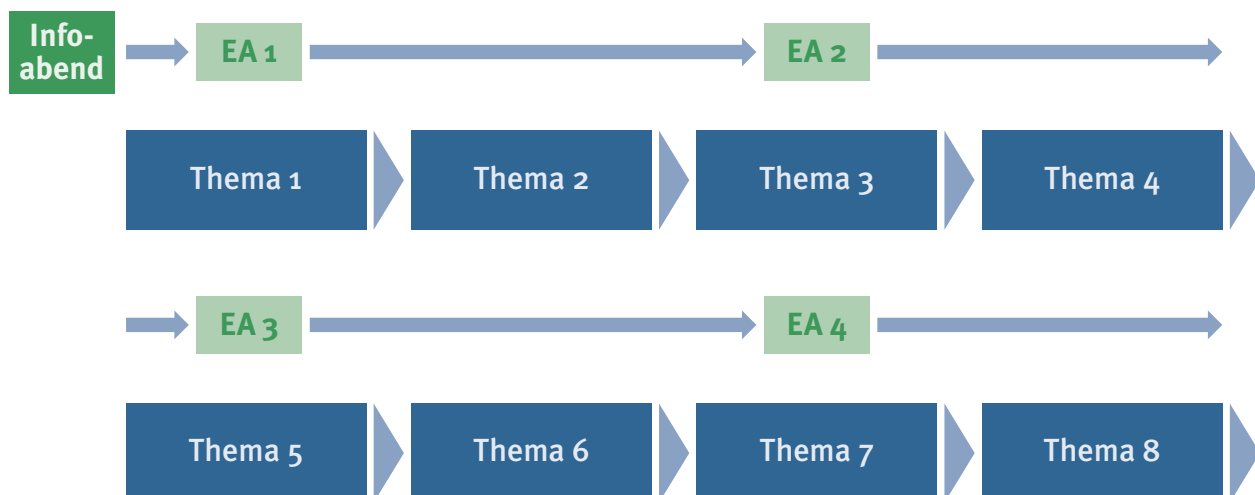 Info-
abend
EA 1
EA 2
Thema 1
Thema 2
Thema 3
Thema 4
EA 3
EA 4
Thema 5
Thema 6
Thema 7
Thema 8